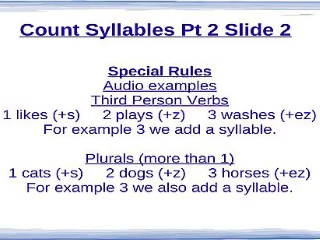 Count Syllables Pt 2 Slide 2
Special Rules
Audio examples
Third Person Verbs
1 likes (+s) 2 plays (+z) 3 washes (+ez)
For example 3 we add a syllable.
Plurals (more than 1)
1 cats (+s) 2 dogs (+z) 3 horses (+ez)
For example 3 we also add a syllable.